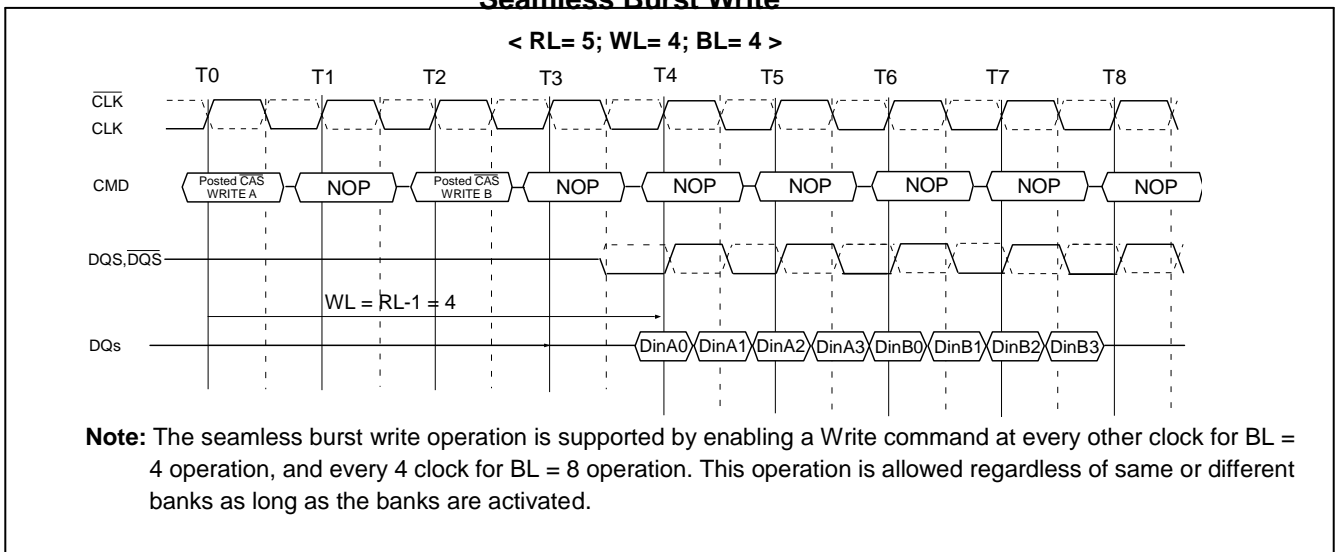 Seamless Burst Write
< RL= 5; WL= 4; BL= 4 >
T0 T1 T2 T3 T4 T5 T6 T7 T8
CLK
CLK
CMD Posted CAS WRITE A NOP Posted CAS WRITE B NOP NOP NOP NOP NOP NOP
DQS,DQS
WL = RL-1 = 4
DQs DinA0 DinA1 DinA2 DinA3 DinB0 DinB1 DinB2 DinB3
Note: The seamless burst write operation is supported by enabling a Write command at every other clock for BL =
4 operation, and every 4 clock for BL = 8 operation. This operation is allowed regardless of same or different
banks as long as the banks are activated.